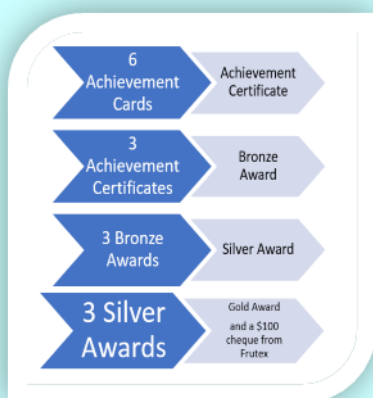 6
Achievement
Cards
Achievement
Certificate
3
Achievement
Certificates
Bronze
Award
3 Bronze
Awards
Silver Award
3 Silver
Awards
Gold Award
and a $100
cheque from
Frutex